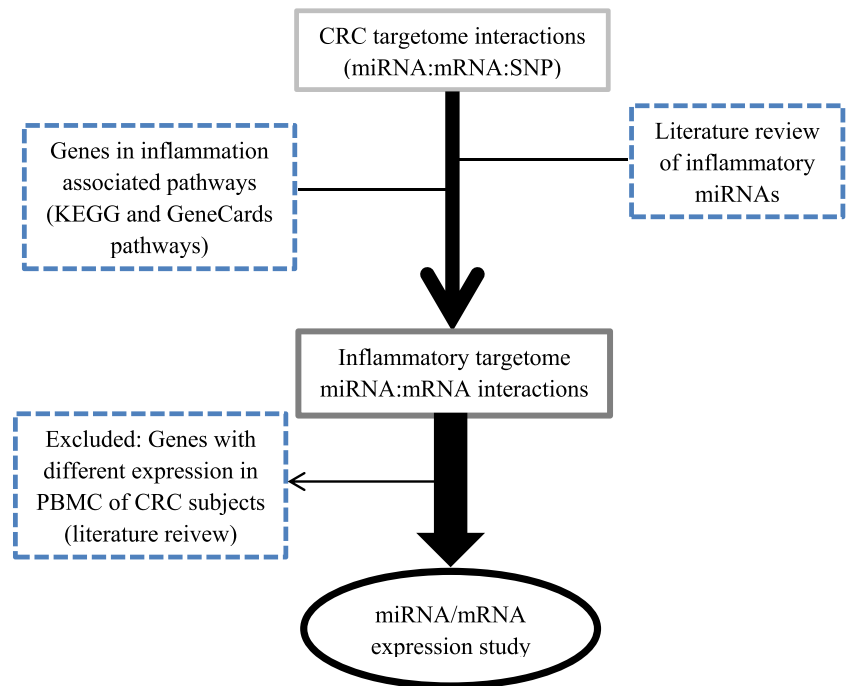 CRC targetome interactions
(miRNA:mRNA:SNP)
Genes in inflammation
associated pathways
(KEGG and GeneCards
pathways)
Literature review
of inflammatory
miRNAs
Inflammatory targetome
miRNA:mRNA interactions
Excluded: Genes with
different expression in
PBMC of CRC subjects
(literature reivew)
miRNA/mRNA
expression study